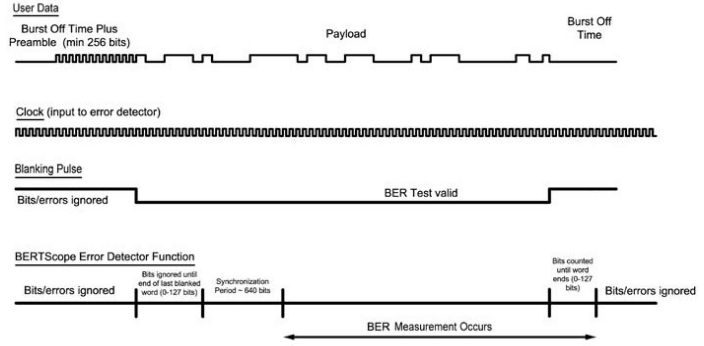 User Data
Burst Off Time Plus
Preamble (min 256 bits)
Payload
Burst Off
Time
Clock (input to error detector)
Blanking Pulse
Bits/errors ignored
BER Test valid
BERTScope Error Detector Function
Bits/errors ignored
Bits ignored until
end of last blanked
word (0-127 bits)
Synchronization
Period ~ 640 bits
Bits counted
until word
ends (0-127
bits)
Bits/errors ignored
BER Measurement Occurs